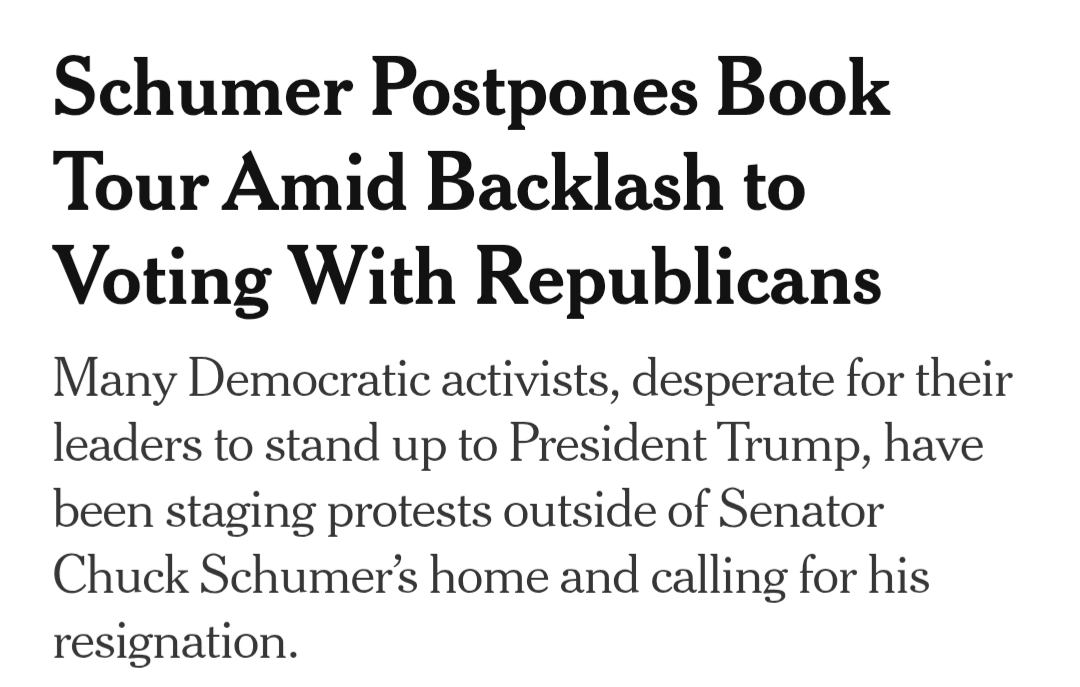 Schumer Postpones Book
Tour Amid Backlash to
Voting With Republicans
Many Democratic activists, desperate for their
leaders to stand up to President Trump, have
been staging protests outside of Senator
Chuck Schumer’s home and calling for his
resignation.